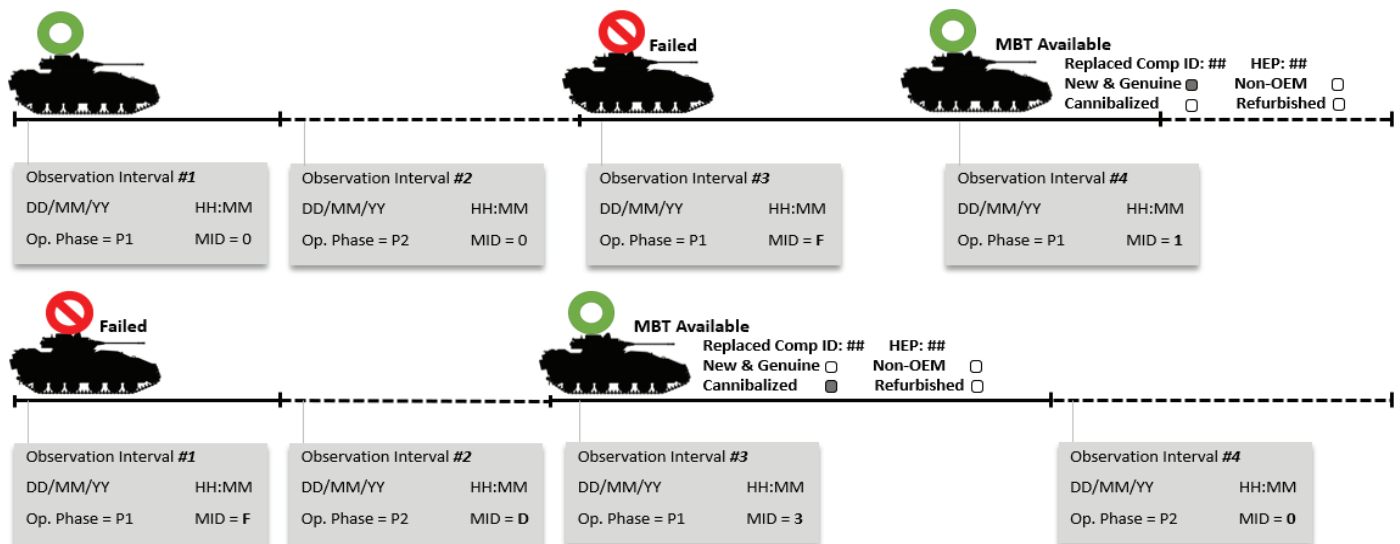 Failed
MBT Available
Replaced Comp ID: ## HEP: ##
New & Genuine Non-OEM
Cannibalized Refurbished
Observation Interval #1
DD/MM/YY HH:MM
Op. Phase = P1 MID = 0
Observation Interval #2
DD/MM/YY HH:MM
Op. Phase = P2 MID = 0
Observation Interval #3
DD/MM/YY HH:MM
Op. Phase = P1 MID = F
Observation Interval #4
DD/MM/YY HH:MM
Op. Phase = P1 MID = 1
Failed
MBT Available
Replaced Comp ID: ## HEP: ##
New & Genuine Non-OEM
Cannibalized Refurbished
Observation Interval #1
DD/MM/YY HH:MM
Op. Phase = P1 MID = F
Observation Interval #2
DD/MM/YY HH:MM
Op. Phase = P2 MID = D
Observation Interval #3
DD/MM/YY HH:MM
Op. Phase = P1 MID = 3
Observation Interval #4
DD/MM/YY HH:MM
Op. Phase = P2 MID = 0